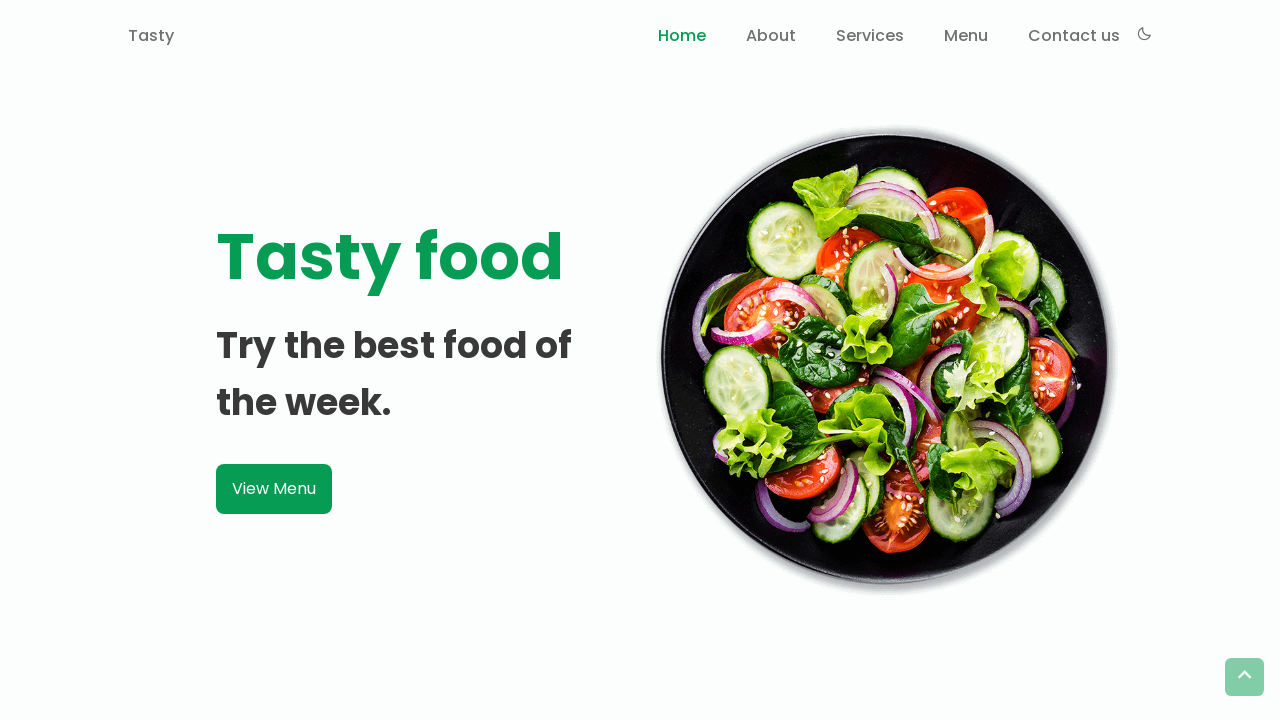 Tasty
Home About Services Menu Contact us
Tasty food
Try the best food of
the week.
View Menu